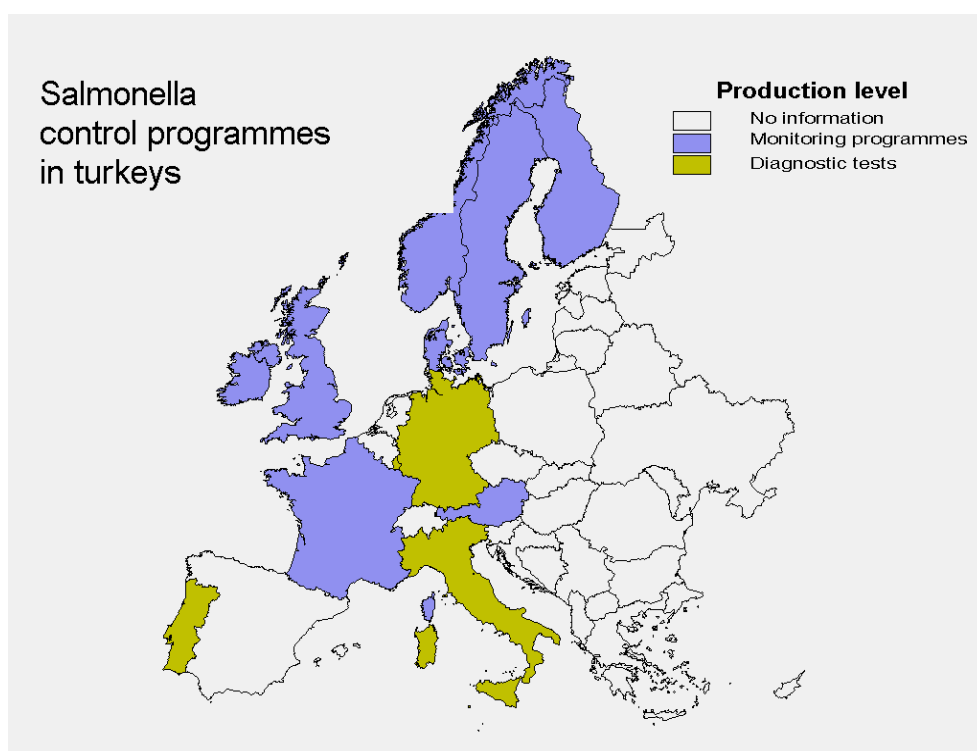 Salmonella
control programmes
in turkeys
Production level
No information
Monitoring programmes
Diagnostic tests